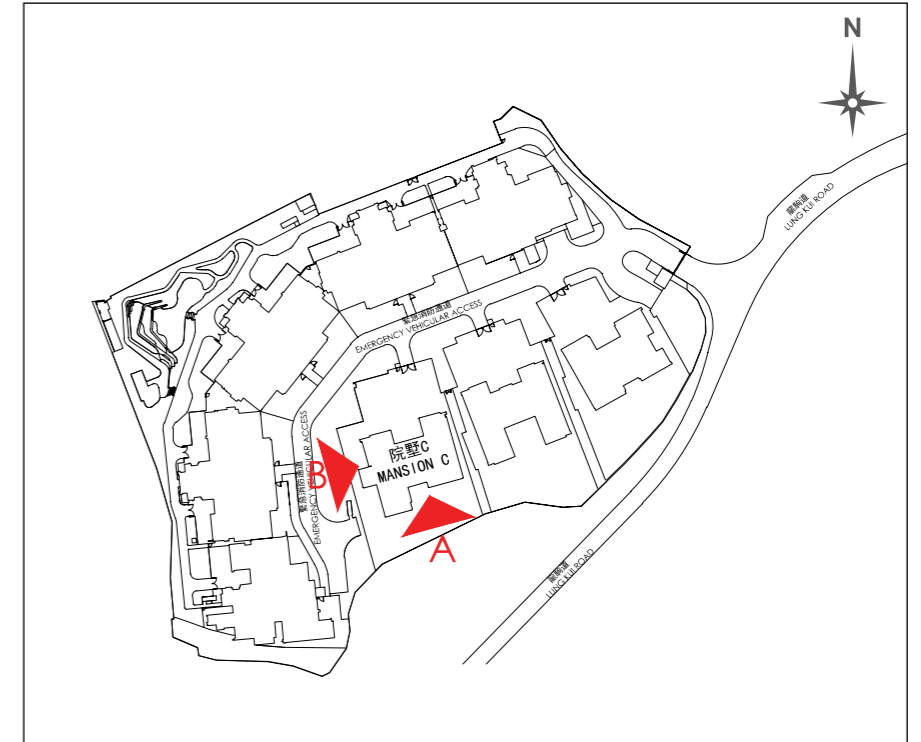 N
龍駒道
LUNG KUI ROAD
緊急消防通道
EMERGENCY VEHICULAR ACCESS
院墅C
MANSION C
緊急消防通道
EMERGENCY VEHICULAR ACCESS
B
A
龍駒道
LUNG KUI ROAD